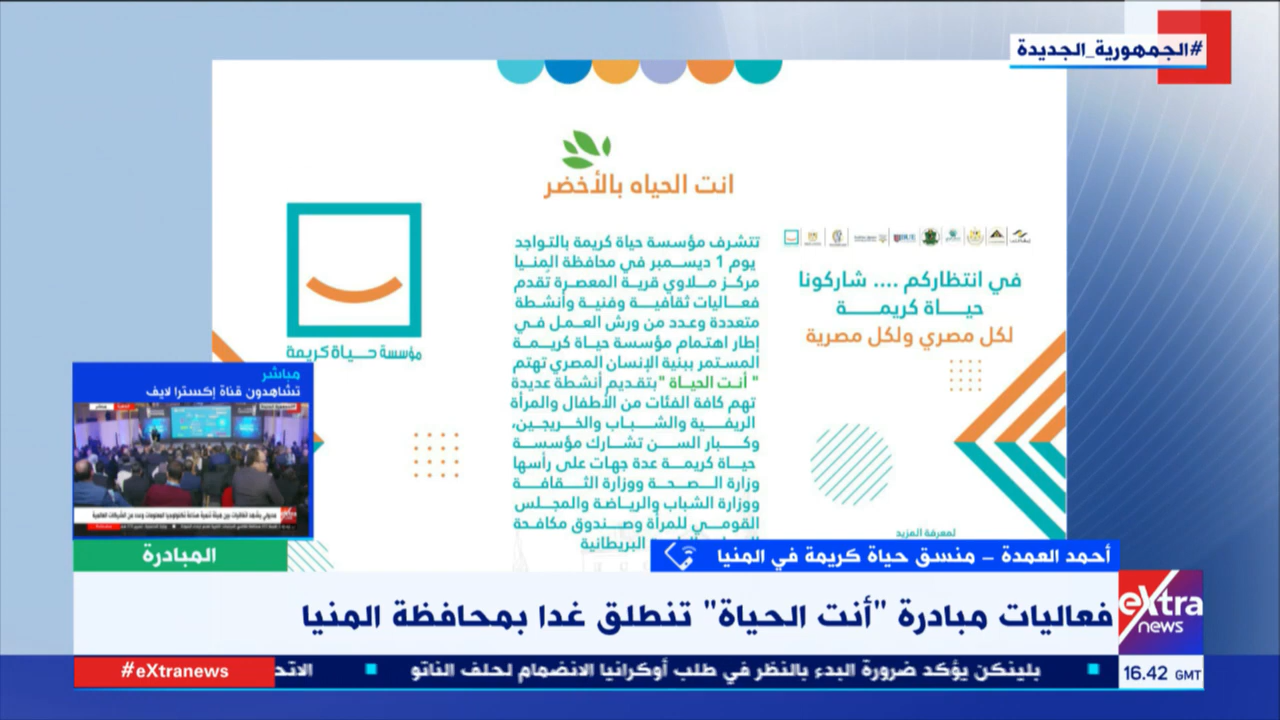 #الجمهورية_الجديدة
انت الحياه بالأخضر
تتشرف مؤسسة حياة كريمة بالتواجد
يوم 1 ديسمبر في محافظة المنيا
مركز ملاوي قرية المعصرة تُقدم
فعاليات ثقافيـة وفنية وأنشطة
متعددة وعدد من ورش العمل في
إطار اهتمام مؤسسة حياة كريمة
المستمر ببنية الإنسان المصري تهتم
" أنت الحياة "بتقديم أنشطة عديدة
تهم كافة الفئات من الأطفال والمرأة
الريفية والشباب والخريجين،
وكبار السن تشارك مؤسسة
حياة كريمة عدة جهات على رأسها
وزارة الصحة ووزارة الثقافة
ووزارة الشباب والرياضة والمجلس
القومي للمرأة وصندوق مكافحة
البريطانية
في انتظاركم .... شاركونا
حياة كريمة
لكل مصري ولكل مصرية
لمعرفة المزيد
مؤسسة حياة كريمة
مباشر
تشاهدون قناة إكسترا لايف
المبادرة
أحمد العمدة – منسق حياة كريمة في المنيا
فعاليات مبادرة "أنت الحياة" تنطلق غدا بمحافظة المنيا
eXtra
news
#eXtranews
بلينكن يؤكد ضرورة البدء بالنظر في طلب أوكرانيا الانضمام لحلف الناتو
16.42 GMT